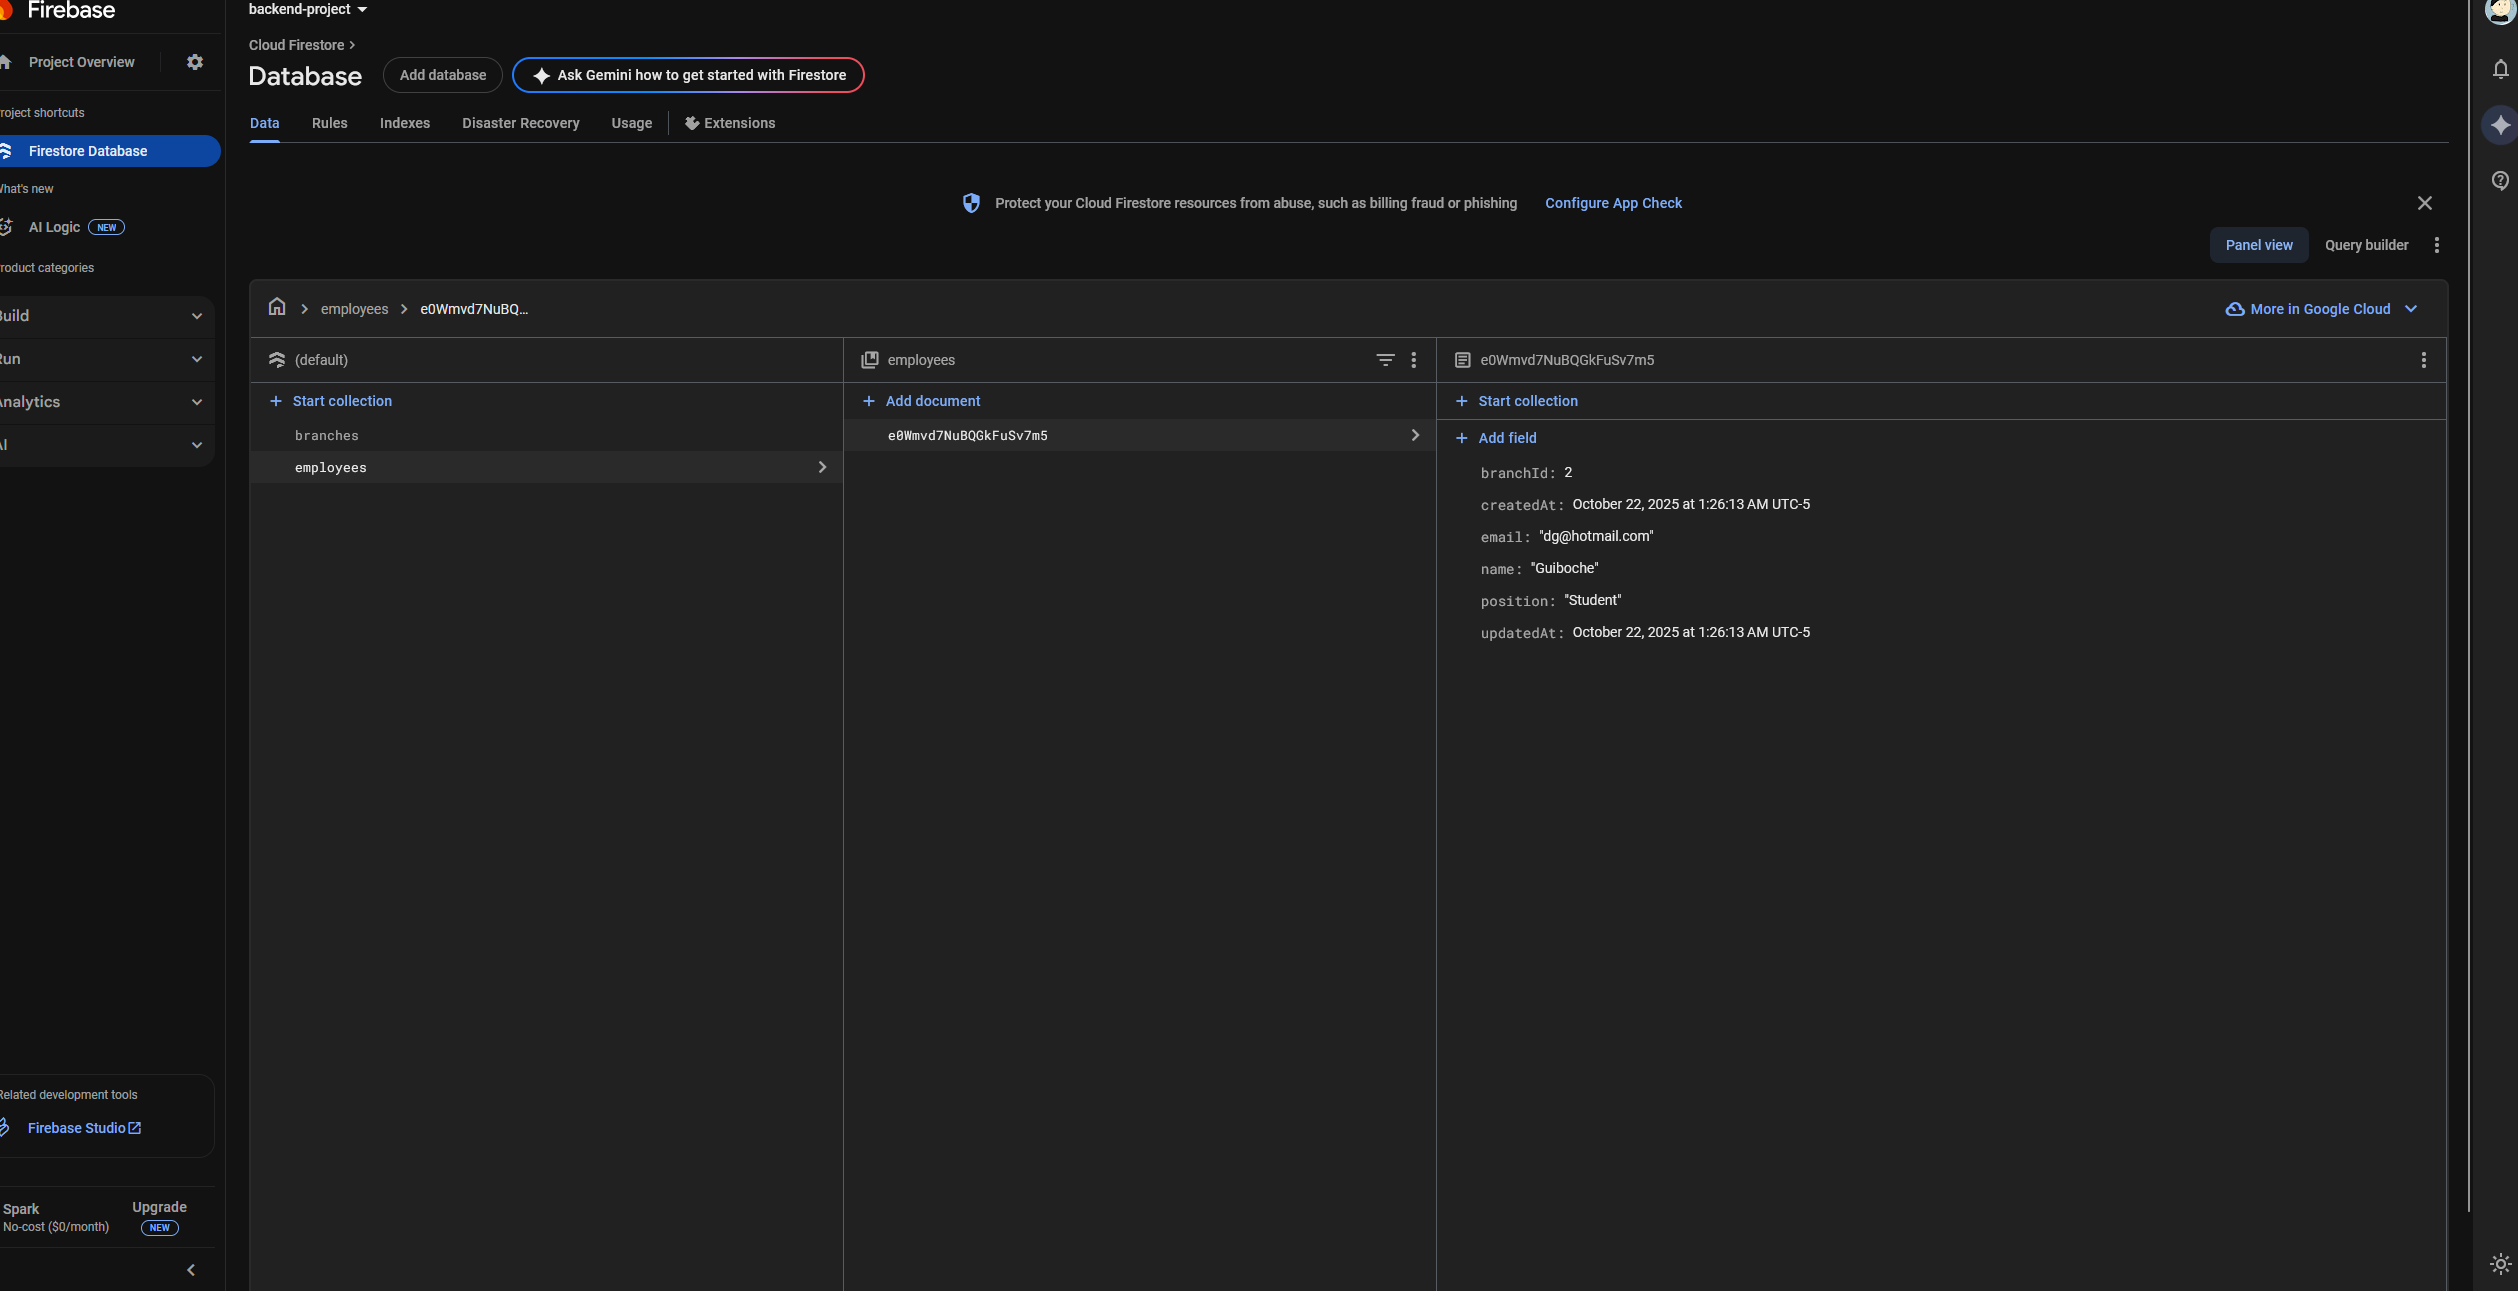 Firebase
Project Overview
roject shortcuts
Firestore Database
hat's new
AI Logic NEW
roduct categories
Build
Run
Analytics
AI
Related development tools
Firebase Studio
Spark
No-cost ($0/month)
Upgrade
NEW
backend-project
Cloud Firestore
Database
Add database
Ask Gemini how to get started with Firestore
Data Rules Indexes Disaster Recovery Usage Extensions
Protect your Cloud Firestore resources from abuse, such as billing fraud or phishing Configure App Check
Panel view Query builder
employees e0Wmvd7NuBQ...
More in Google Cloud
(default)
Start collection
branches
employees
employees
Add document
e0Wmvd7NuBQGkFuSv7m5
e0Wmvd7NuBQGkFuSv7m5
Start collection
Add field
branchId: 2
createdAt: October 22, 2025 at 1:26:13 AM UTC-5
email: "dg@hotmail.com"
name: "Guiboche"
position: "Student"
updatedAt: October 22, 2025 at 1:26:13 AM UTC-5